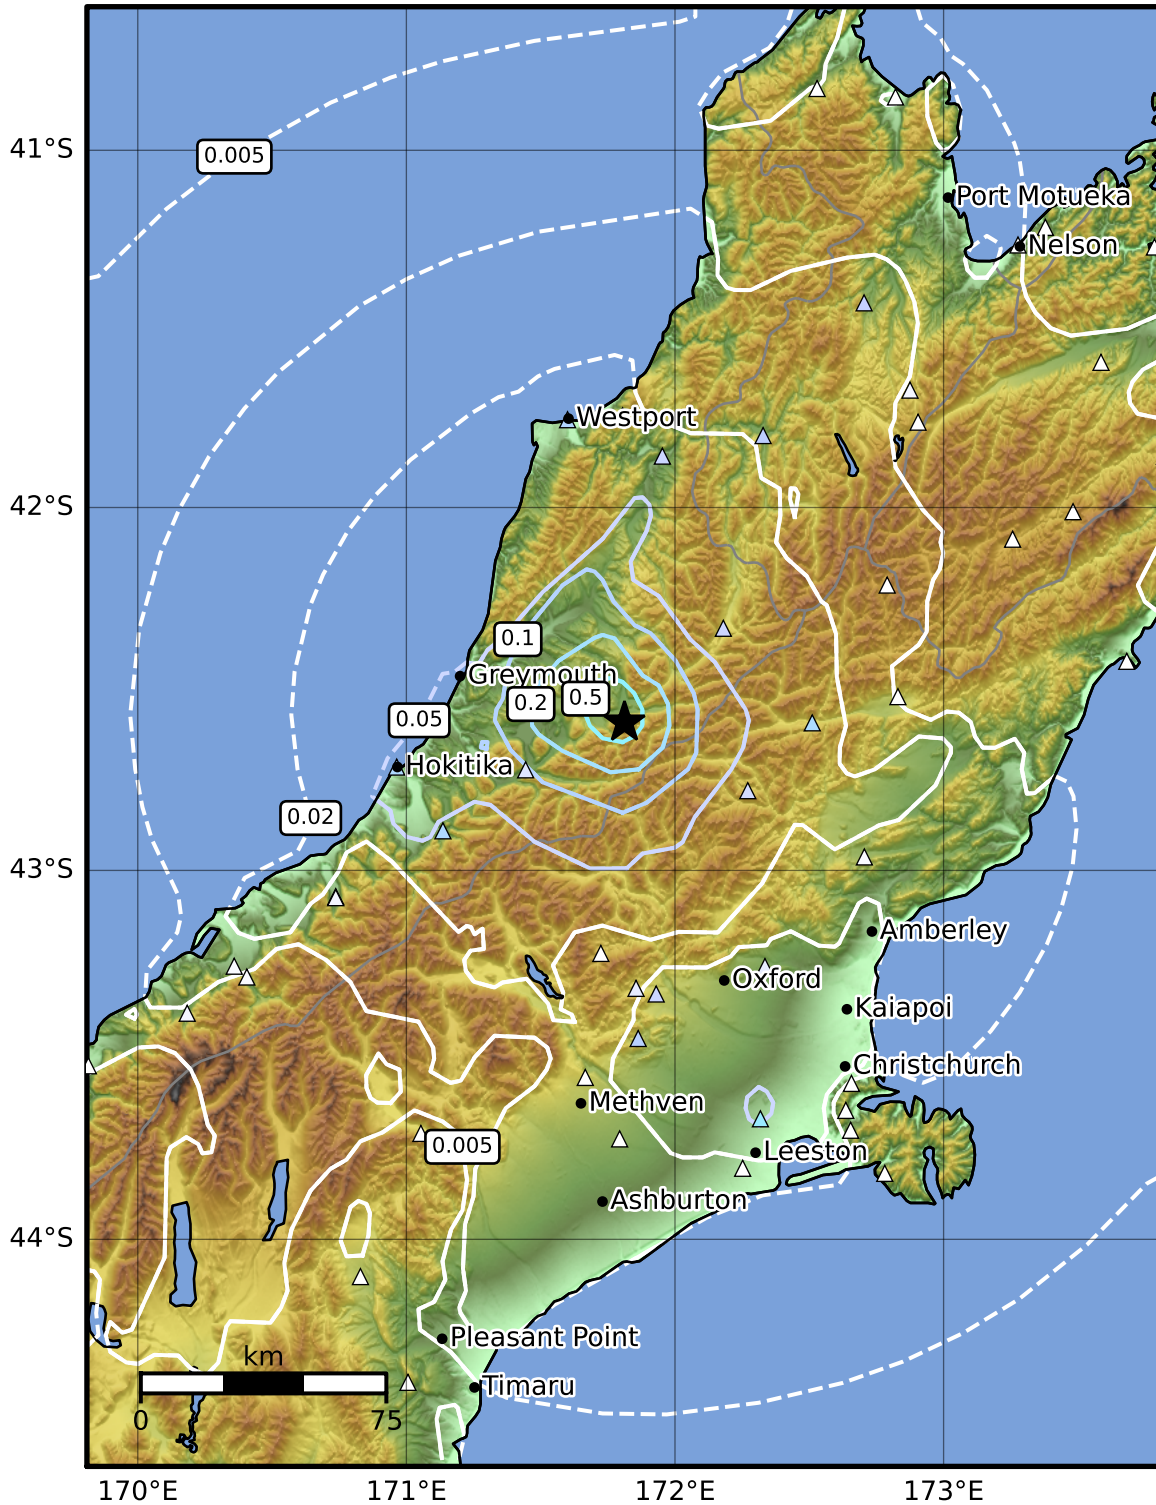 0.005
41°S
Port Motueka
Nelson
Westport
42°S
0.1
Greymouth
0.2
0.5
0.05
Hokitika
0.02
43°S
Amberley
Oxford
Kaiapoi
Christchurch
Methven
0.005
Leeston
Ashburton
44°S
Pleasant Point
km
Timaru
0
75
170°E
171°E
172°E
173°E